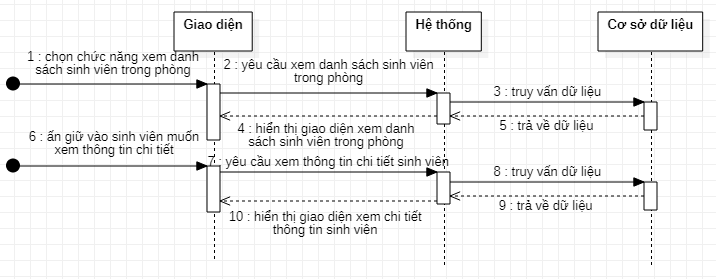 Giao diện
Hệ thống
Cơ sở dữ liệu
1 : chọn chức năng xem danh
sách sinh viên trong phòng
2 : yêu cầu xem danh sách sinh viên
trong phòng
3 : truy vấn dữ liệu
4 : hiển thị giao diện xem danh
sách sinh viên trong phòng
5 : trả về dữ liệu
6 : ấn giữ vào sinh viên muốn
xem thông tin chi tiết
7 : yêu cầu xem thông tin chi tiết sinh viên
8 : truy vấn dữ liệu
9 : trả về dữ liệu
10 : hiển thị giao diện xem chi tiết
thông tin sinh viên